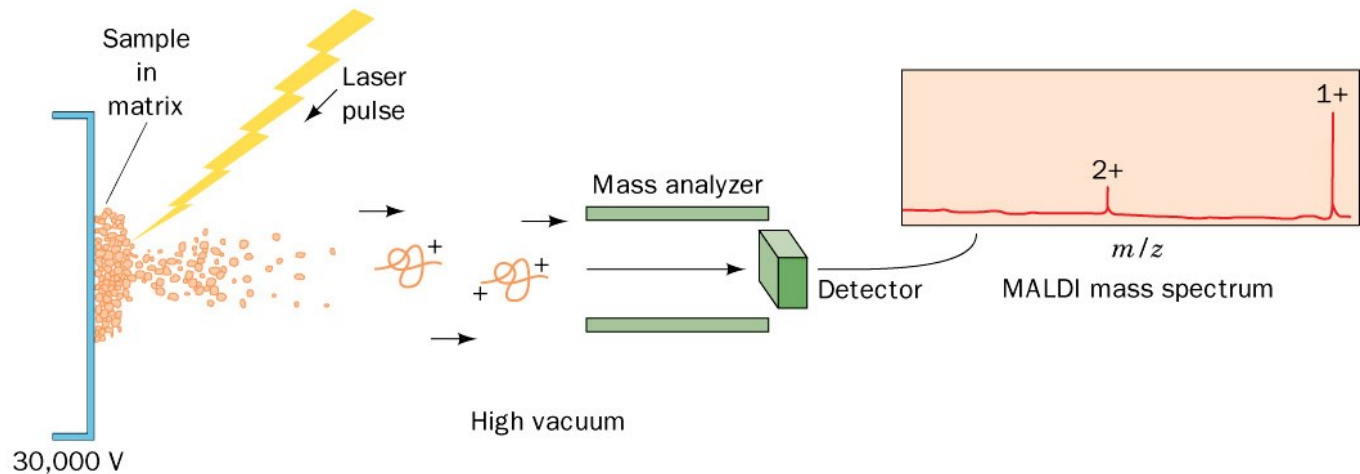 Sample
in
matrix
Laser
pulse
Mass analyzer
+
+
+
Detector
High vacuum
30,000 V
2+
1+
m/z
MALDI mass spectrum